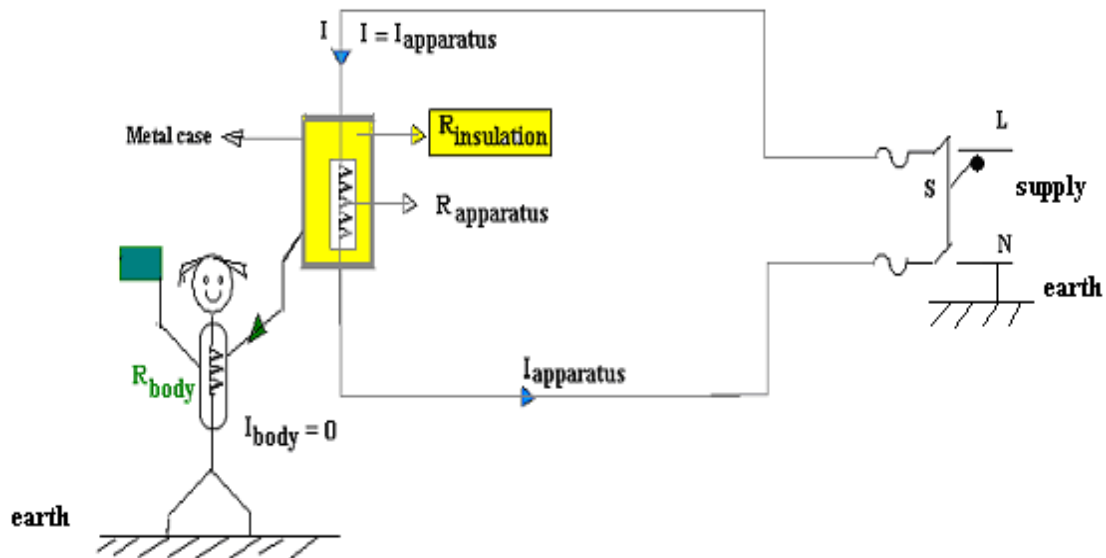 I
I = Iapparatus
Metal case
Rinsulation
L
S
supply
Rapparatus
N
earth
Iapparatus
Rbody
Ibody = 0
earth